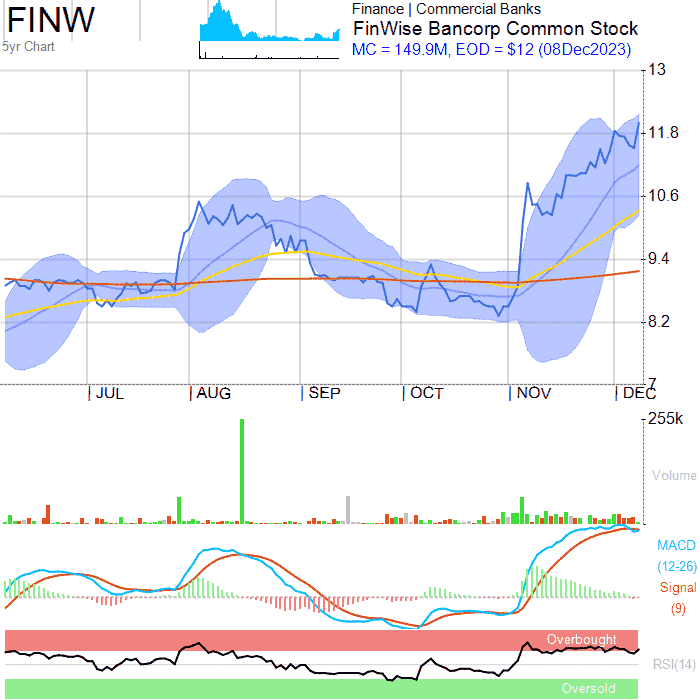 FINW
5yr Chart
Finance | Commercial Banks
FinWise Bancorp Common Stock
MC = 149.9M, EOD = $12 (08Dec2023)
13
11.8
10.6
9.4
8.2
7
JUL AUG SEP OCT NOV DEC
255k
Volume
MACD
(12-26)
Signal
(9)
Overbought
RSI(14)
Oversold